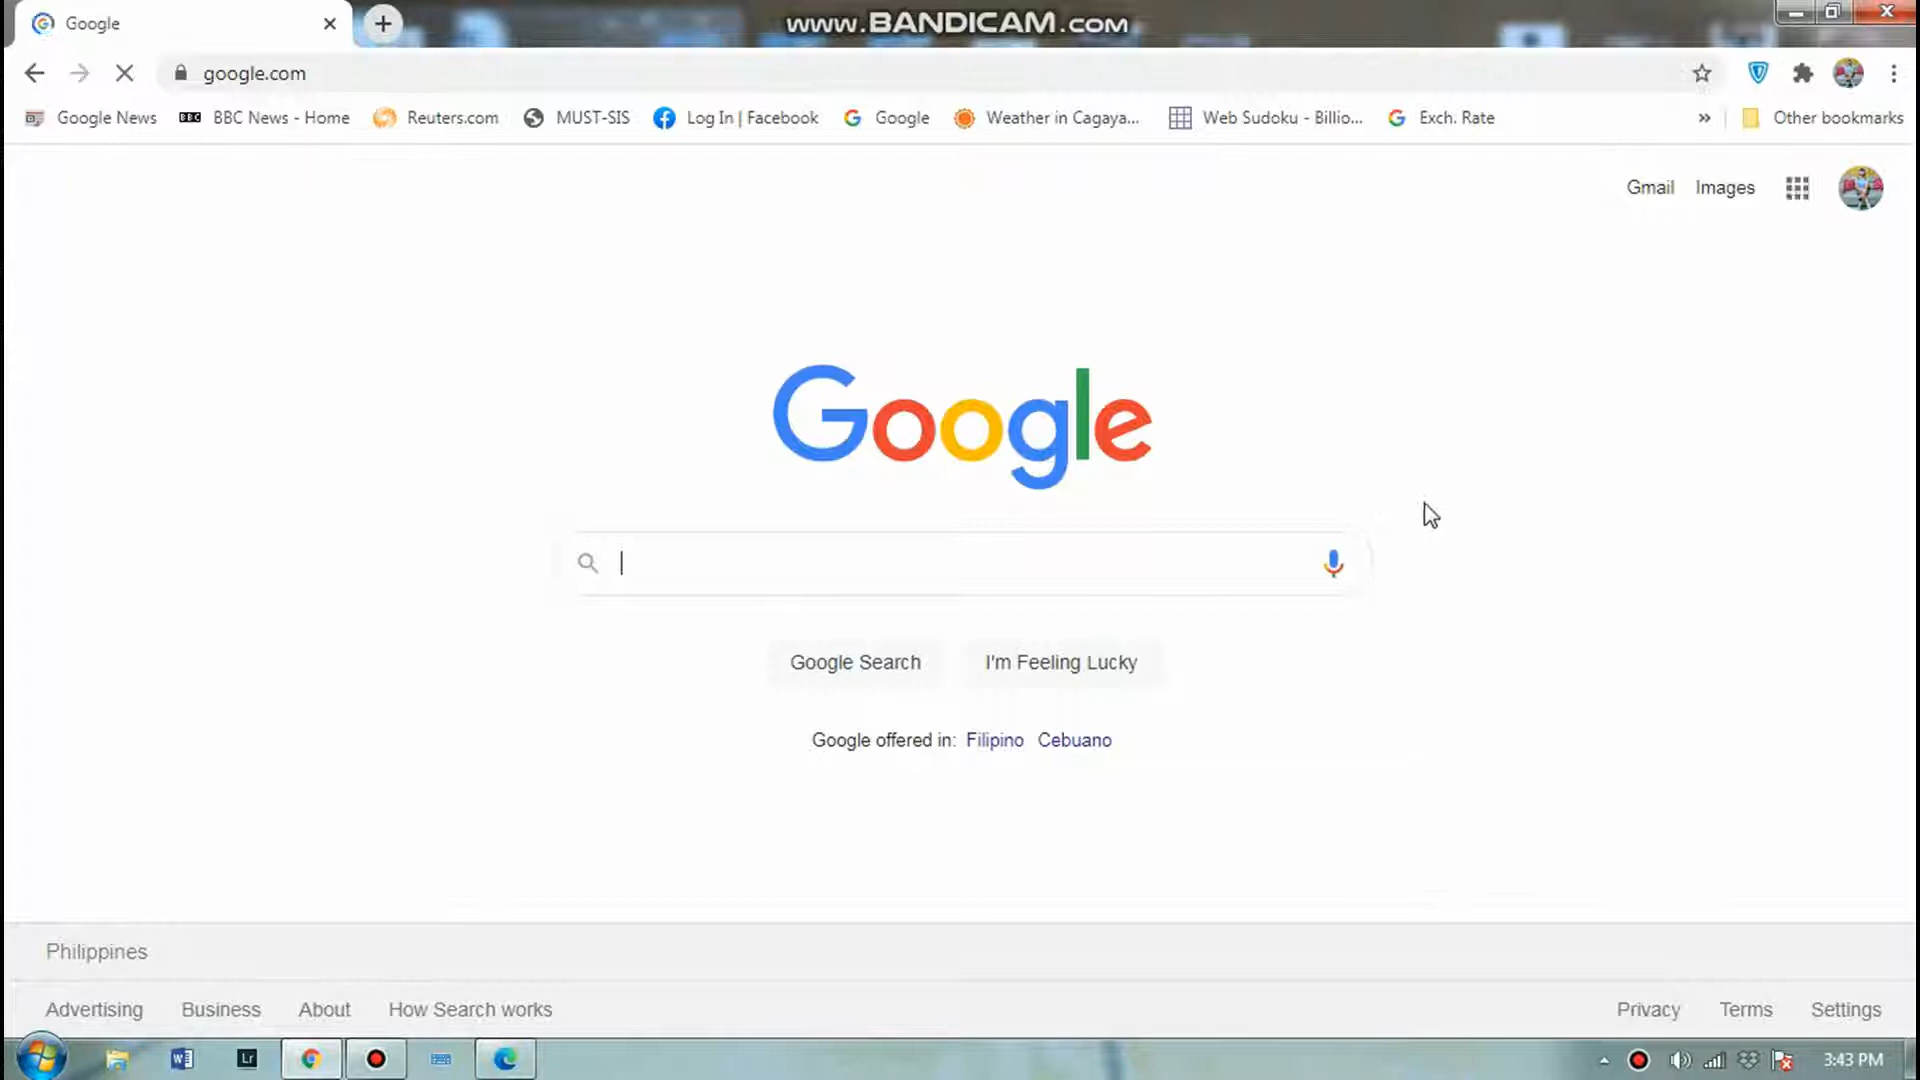 Google
www.BANDICAM.com
google.com
Google News
BBC
BBC News - Home
Reuters.com
MUST-SIS
Log In | Facebook
Google
Weather in Cagaya...
Web Sudoku - Billio...
Exch. Rate
»
Other bookmarks
Gmail
Images
Google
Google Search
I'm Feeling Lucky
Google offered in: Filipino Cebuano
Philippines
Advertising
Business
About
How Search works
Privacy
Terms
Settings
Lr
3:43 PM